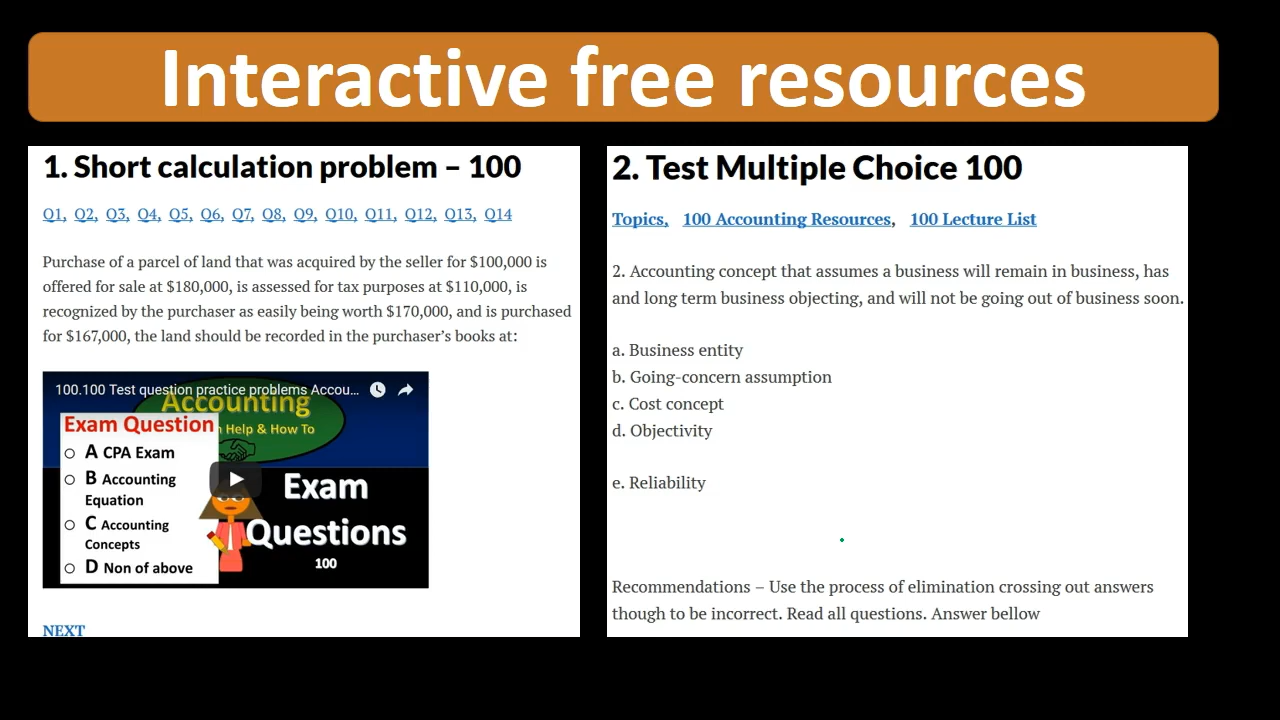 Interactive free resources
1. Short calculation problem – 100
Q1, Q2, Q3, Q4, Q5, Q6, Q7, Q8, Q9, Q10, Q11, Q12, Q13, Q14
Purchase of a parcel of land that was acquired by the seller for $100,000 is
offered for sale at $180,000, is assessed for tax purposes at $110,000, is
recognized by the purchaser as easily being worth $170,000, and is purchased
for $167,000, the land should be recorded in the purchaser's books at:
100.100 Test question practice problems Accou...
Accounting
Help & How To
Exam Question
A CPA Exam
B Accounting
Equation
C Accounting
Concepts
D Non of above
Exam
Questions
100
NEXT
2. Test Multiple Choice 100
Topics, 100 Accounting Resources, 100 Lecture List
2. Accounting concept that assumes a business will remain in business, has
and long term business objecting, and will not be going out of business soon.
a. Business entity
b. Going-concern assumption
c. Cost concept
d. Objectivity
e. Reliability
Recommendations – Use the process of elimination crossing out answers
though to be incorrect. Read all questions. Answer bellow